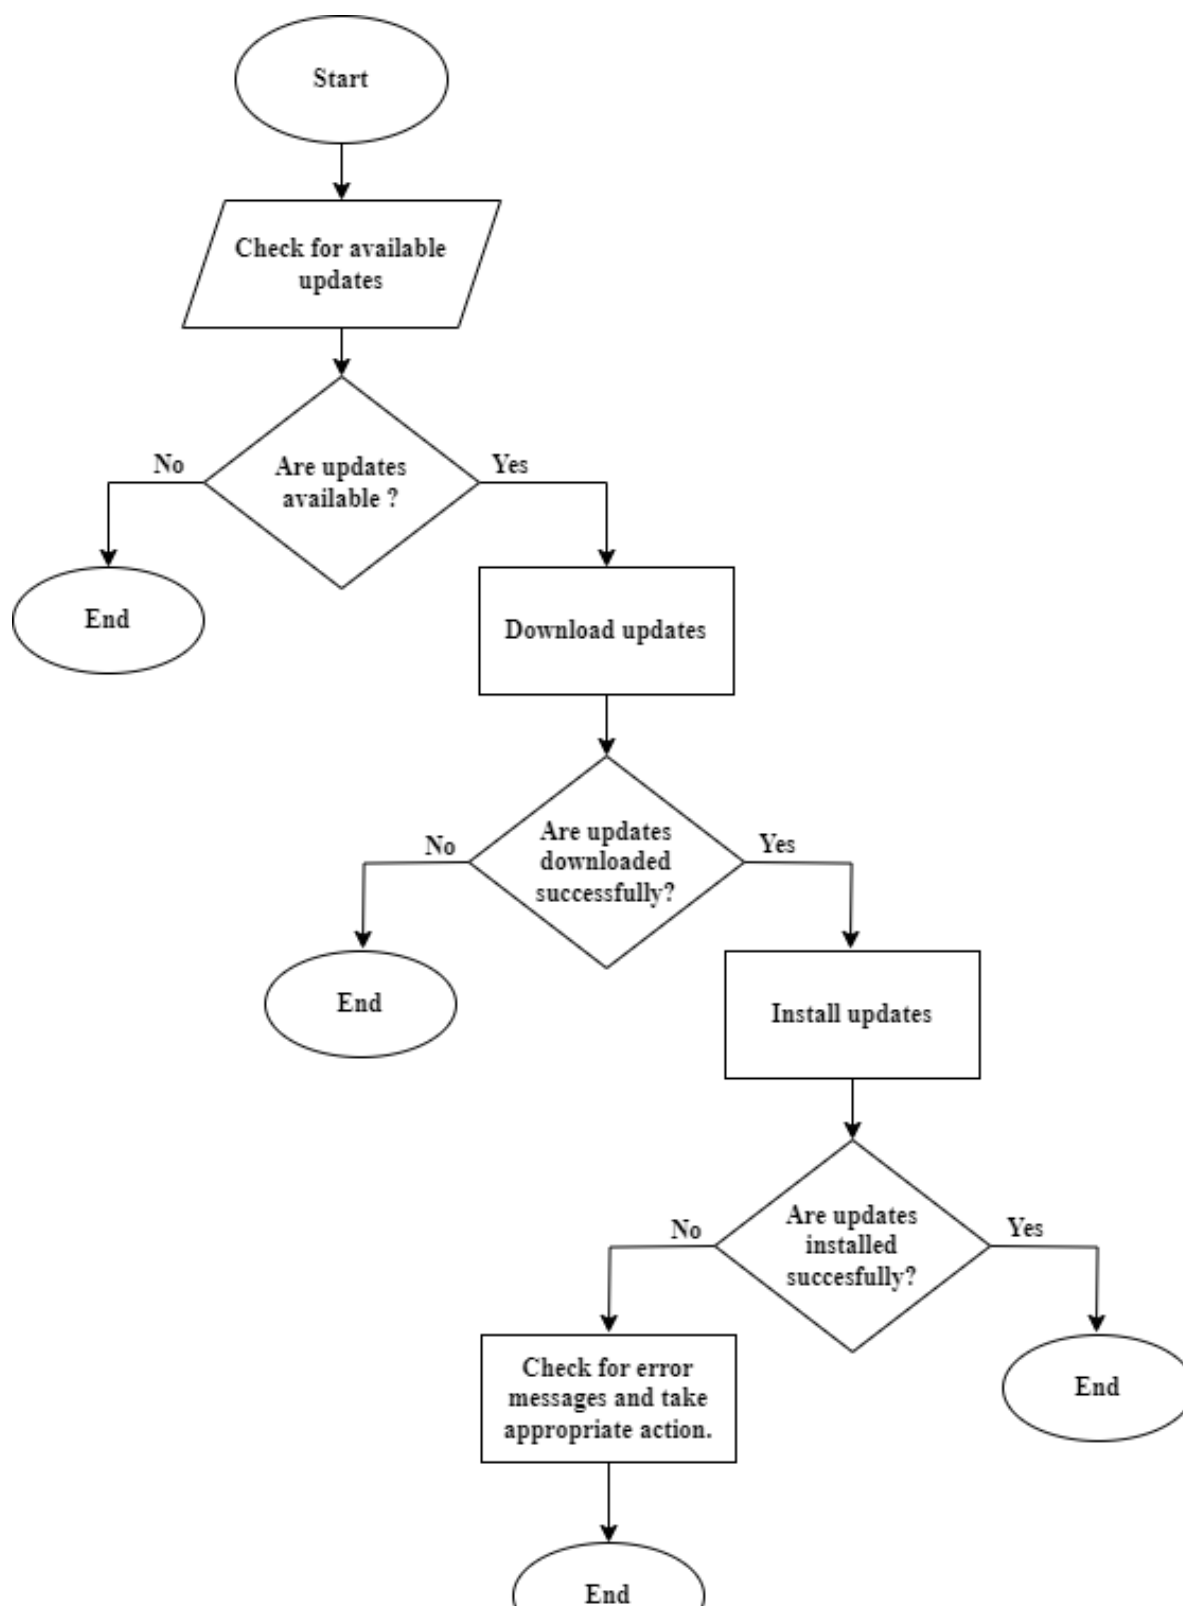 Start
Check for available
updates
Are updates
available ?
No
Yes
End
Download updates
Are updates
downloaded
successfully?
No
Yes
End
Install updates
Are updates
installed
succesfully?
No
Yes
Check for error
messages and take
appropriate action.
End
End